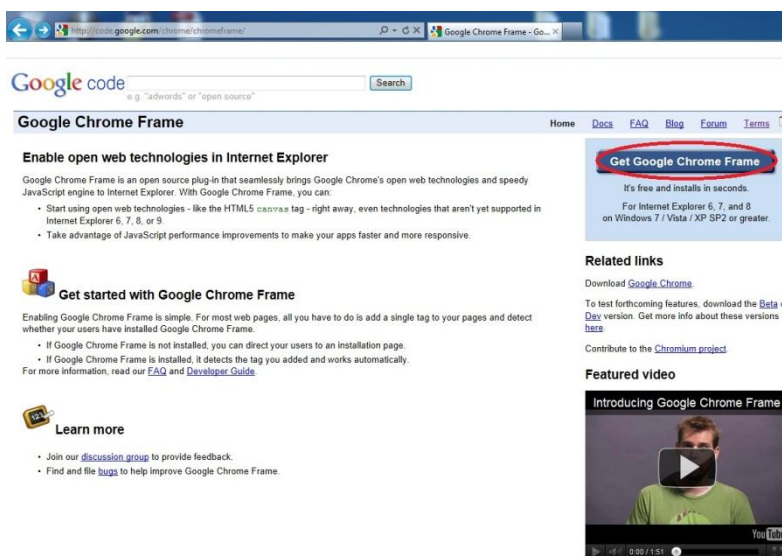 http://code.google.com/chrome/chromeframe/
Google Chrome Frame - Go...
Google code
Search
e.g. "adwords" or "open source"
Google Chrome Frame
Home Docs FAQ Blog Forum Terms
Enable open web technologies in Internet Explorer
Google Chrome Frame is an open source plug-in that seamlessly brings Google Chrome's open web technologies and speedy
JavaScript engine to Internet Explorer. With Google Chrome Frame, you can:
• Start using open web technologies - like the HTML5 canvas tag - right away, even technologies that aren't yet supported in
Internet Explorer 6, 7, 8, or 9.
• Take advantage of JavaScript performance improvements to make your apps faster and more responsive.
Get started with Google Chrome Frame
Enabling Google Chrome Frame is simple. For most web pages, all you have to do is add a single tag to your pages and detect
whether your users have installed Google Chrome Frame.
• If Google Chrome Frame is not installed, you can direct your users to an installation page.
• If Google Chrome Frame is installed, it detects the tag you added and works automatically.
For more information, read our FAQ and Developer Guide.
Learn more
• Join our discussion group to provide feedback.
• Find and file bugs to help improve Google Chrome Frame.
Get Google Chrome Frame
It's free and installs in seconds.
For Internet Explorer 6, 7, and 8
on Windows 7 / Vista / XP SP2 or greater.
Related links
Download Google Chrome.
To test forthcoming features, download the Beta
Dev version. Get more info about these versions
here.
Contribute to the Chromium project.
Featured video
Introducing Google Chrome Frame
YouTube
0:00 / 1:51